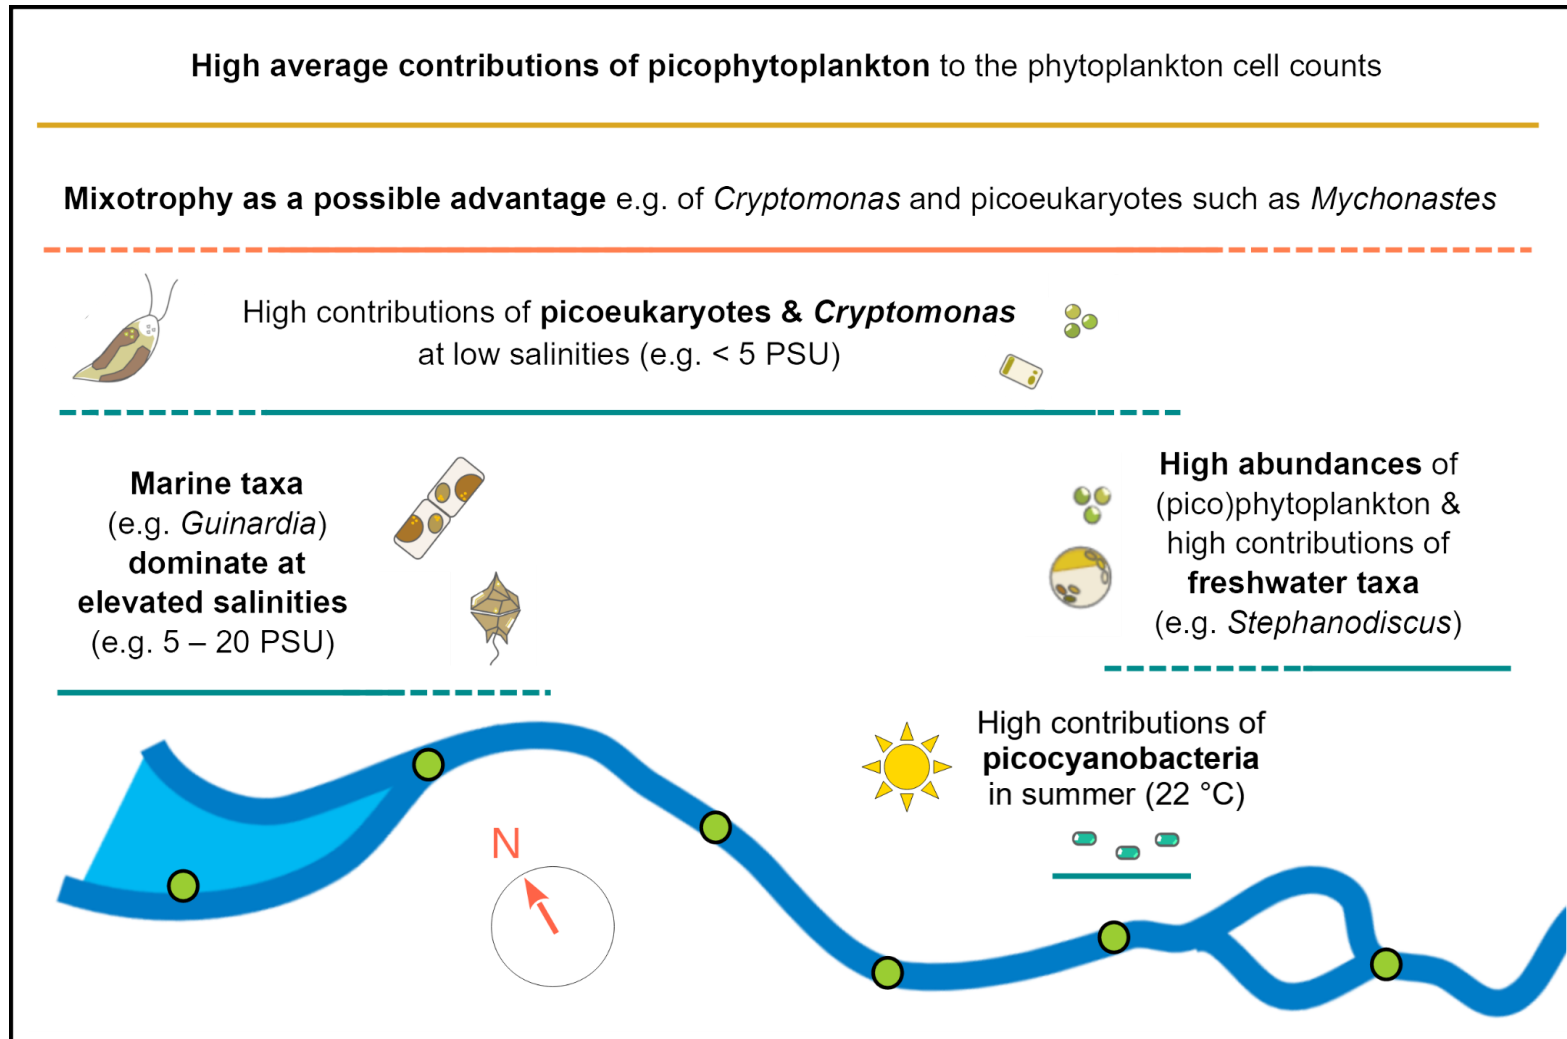 High average contributions of picophytoplankton to the phytoplankton cell counts
Mixotrophy as a possible advantage e.g. of Cryptomonas and picoeukaryotes such as Mychonastes
High contributions of picoeukaryotes & Cryptomonas
at low salinities (e.g. < 5 PSU)
Marine taxa
(e.g. Guinardia)
dominate at
elevated salinities
(e.g. 5 – 20 PSU)
High abundances of
(pico)phytoplankton &
high contributions of
freshwater taxa
(e.g. Stephanodiscus)
High contributions of
picocyanobacteria
in summer (22 °C)
N